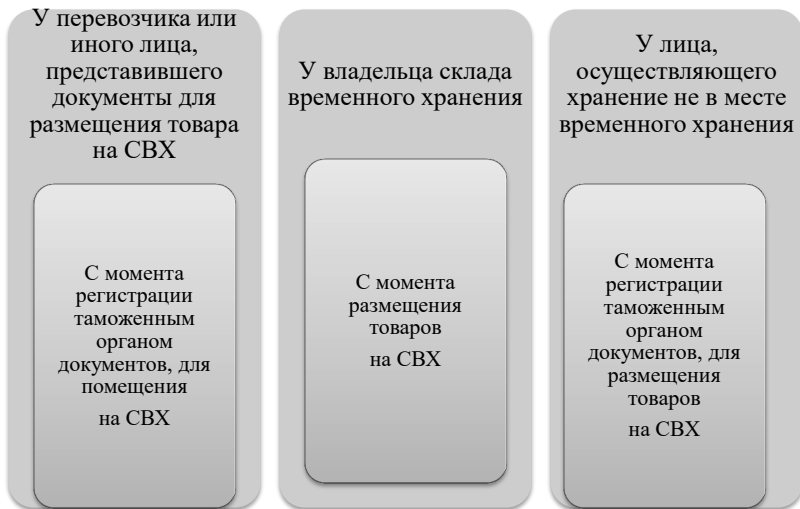 У перевозчика или
иного лица,
представившего
документы для
размещения товара
на СВХ
С момента
регистрации
таможенным
органом
документов, для
помещения
на СВХ
У владельца склада
временного хранения
С момента
размещения
товаров
на СВХ
У лица,
осуществляющего
хранение не в месте
временного хранения
С момента
регистрации
таможенным
органом
документов, для
размещения
товаров
на СВХ